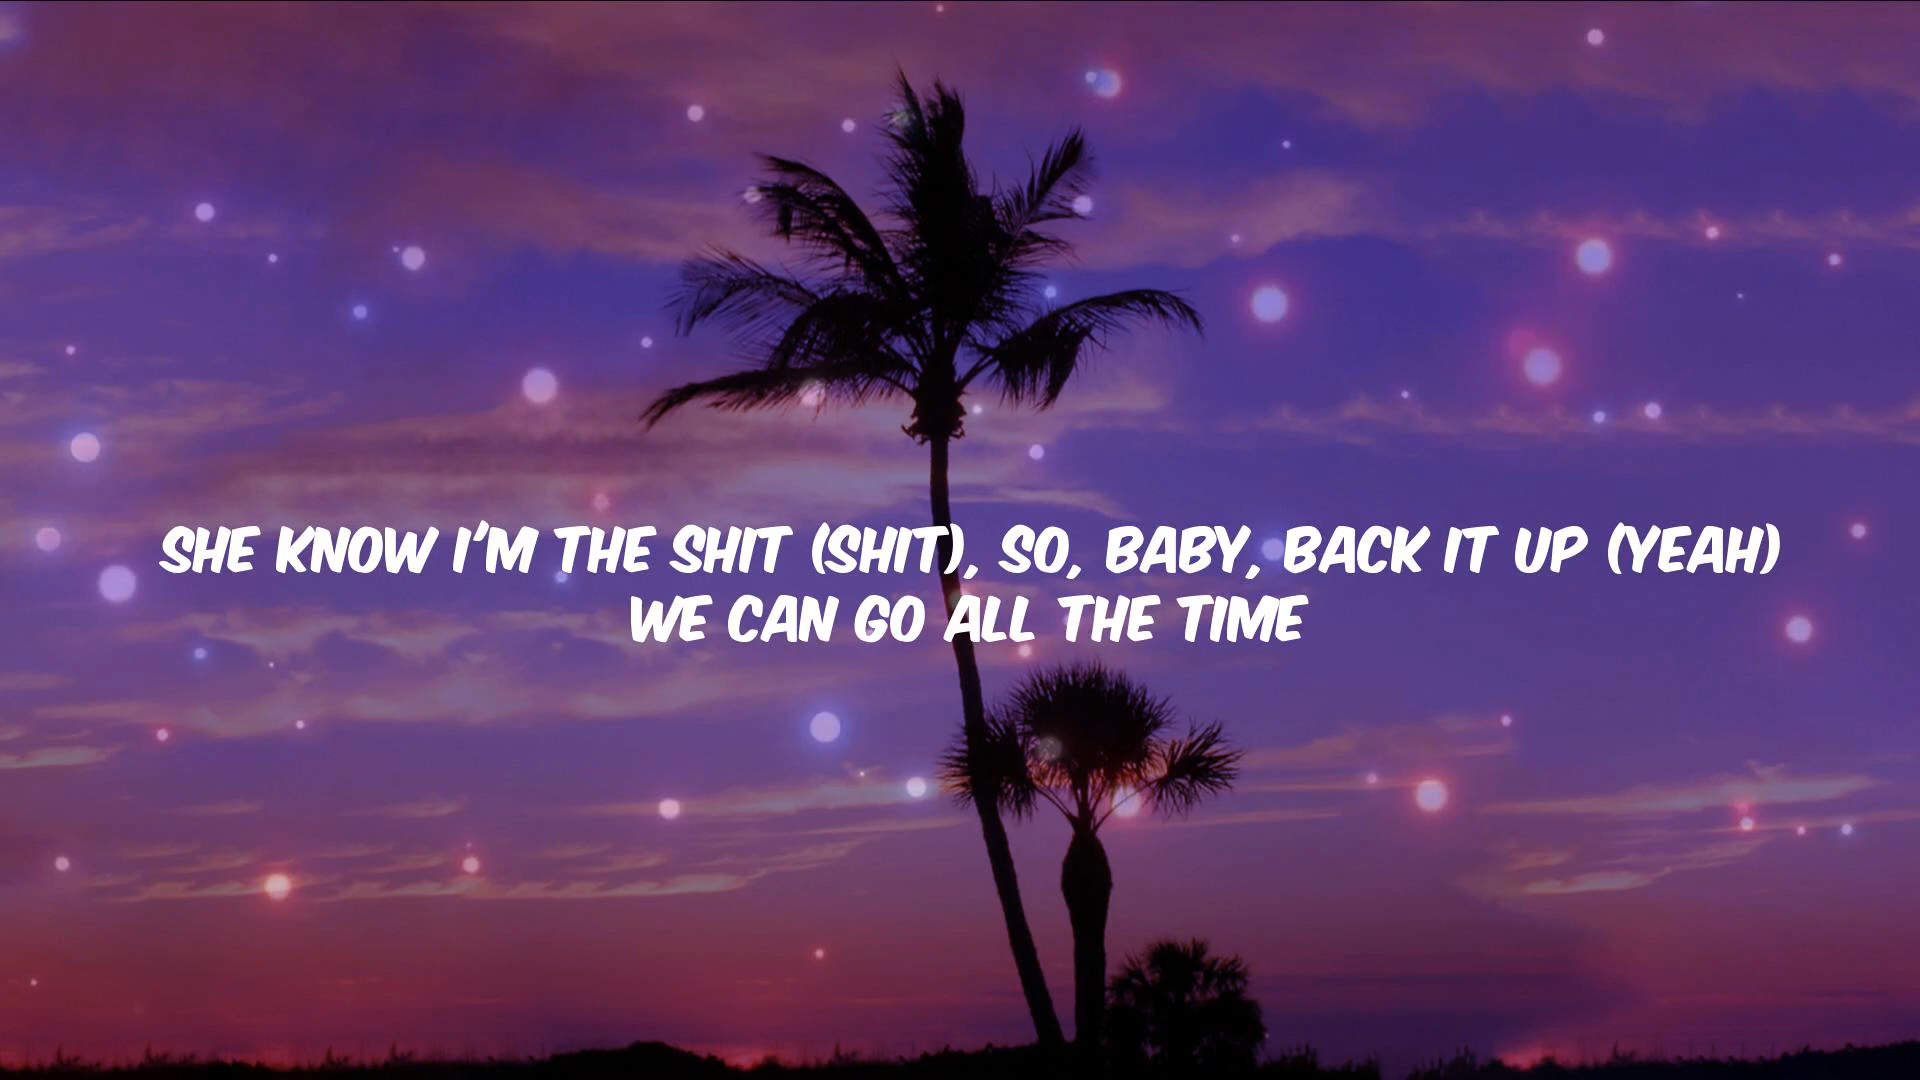 SHE KNOW I'M THE SHIT (SHIT), SO, BABY, BACK IT UP (YEAH)
WE CAN GO ALL THE TIME